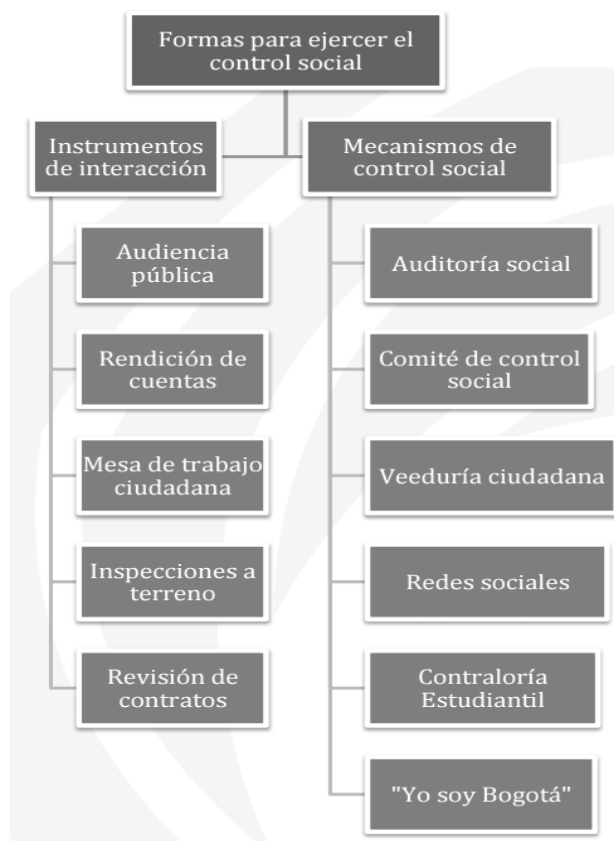 Formas para ejercer el
control social
Instrumentos
de interacción
Audiencia
pública
Rendición de
cuentas
Mesa de trabajo
ciudadana
Inspecciones a
terreno
Revisión de
contratos
Mecanismos de
control social
Auditoría social
Comité de control
social
Veeduría ciudadana
Redes sociales
Contraloría
Estudiantil
"Yo soy Bogotá"